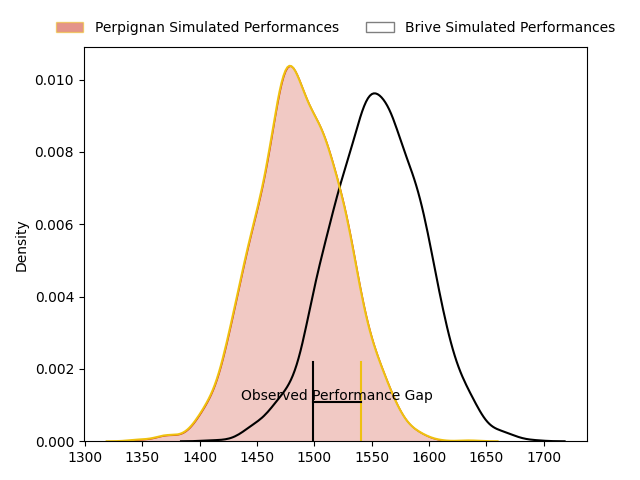 Perpignan Simulated Performances Brive Simulated Performances
0.010
0.008
0.006
0.004
0.002
0.000
Density
Observed Performance Gap
1300 1350 1400 1450 1500 1550 1600 1650 1700